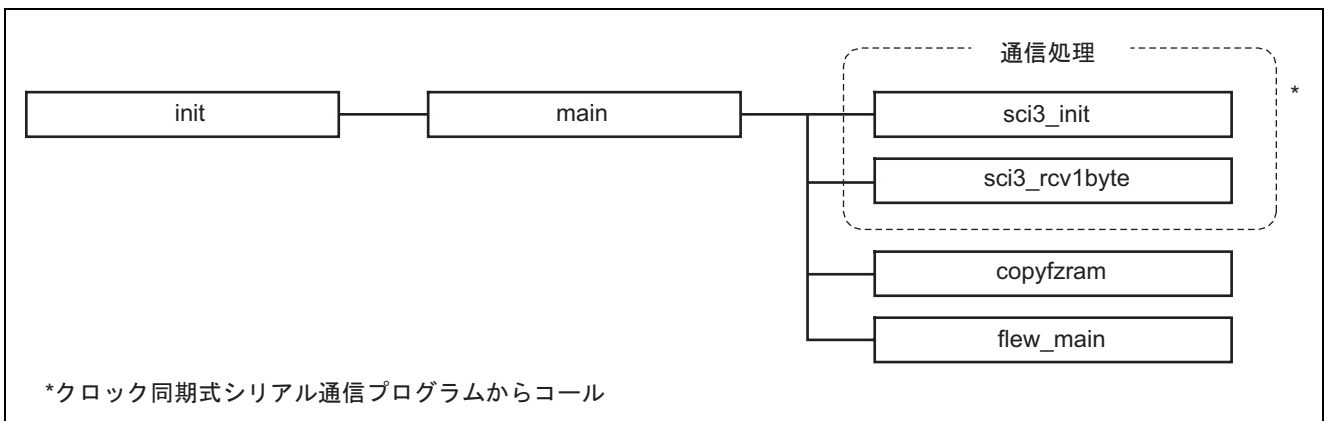 通信処理
init
main
sci3_init
*
sci3_rcv1byte
copyfzram
flew_main
*クロック同期式シリアル通信プログラムからコール